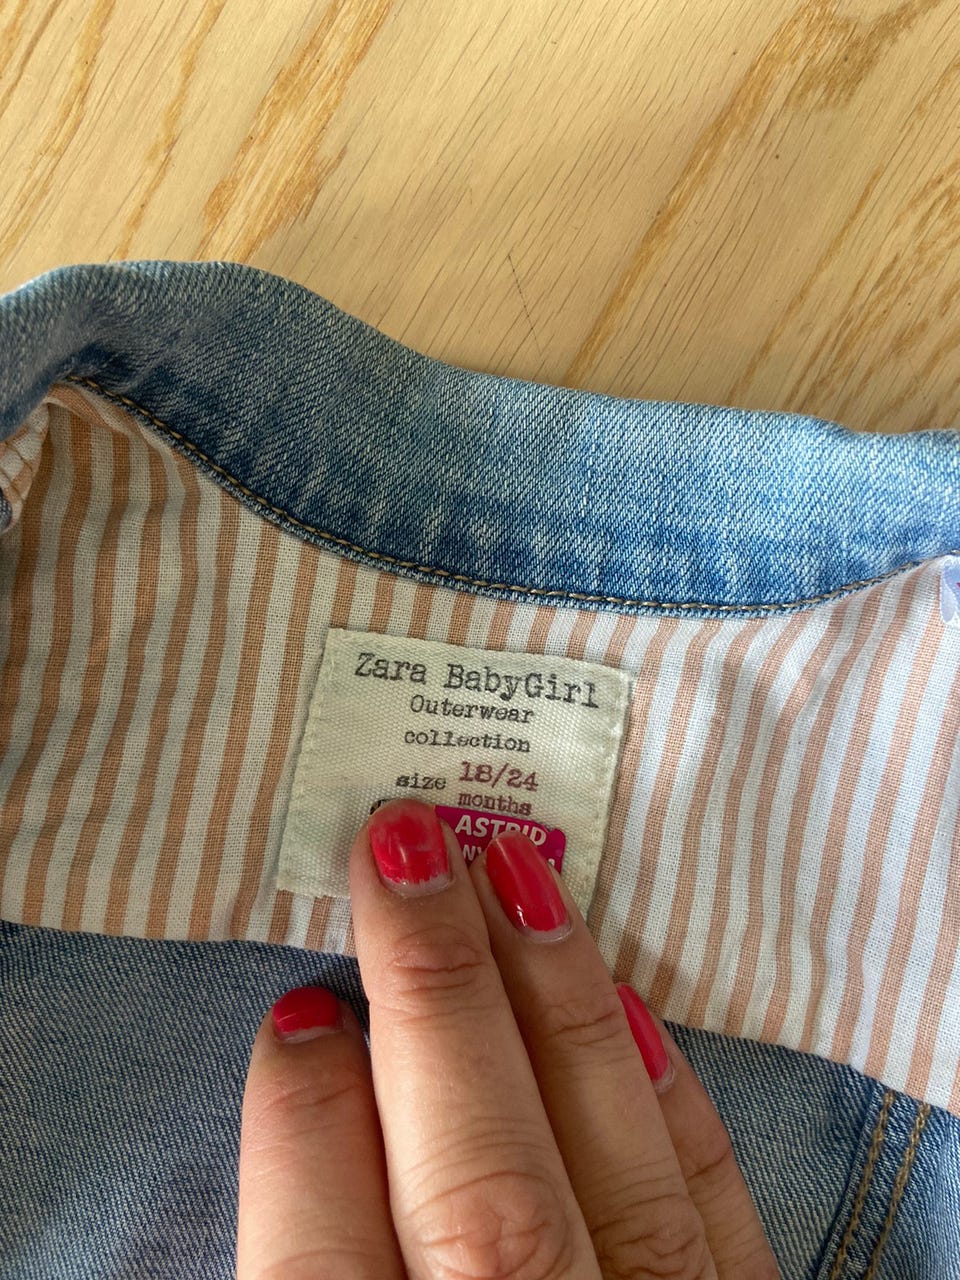 Zara BabyGirl
Outerwear
collection
size 18/24
months
ASTRID